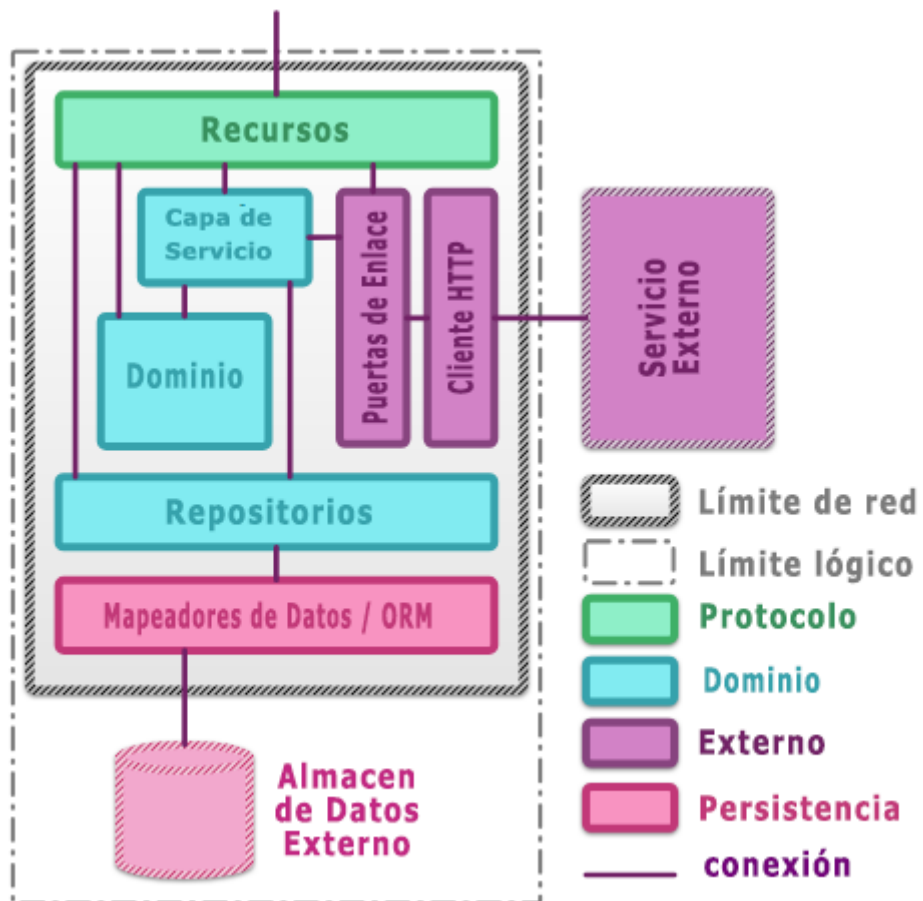 Recursos
Capa de
Servicio
Puertas de Enlace
Cliente HTTP
Servicio
Externo
Dominio
Repositorios
Mapeadores de Datos / ORM
Almacen
de Datos
Externo
Límite de red
Límite lógico
Protocolo
Dominio
Externo
Persistencia
conexión